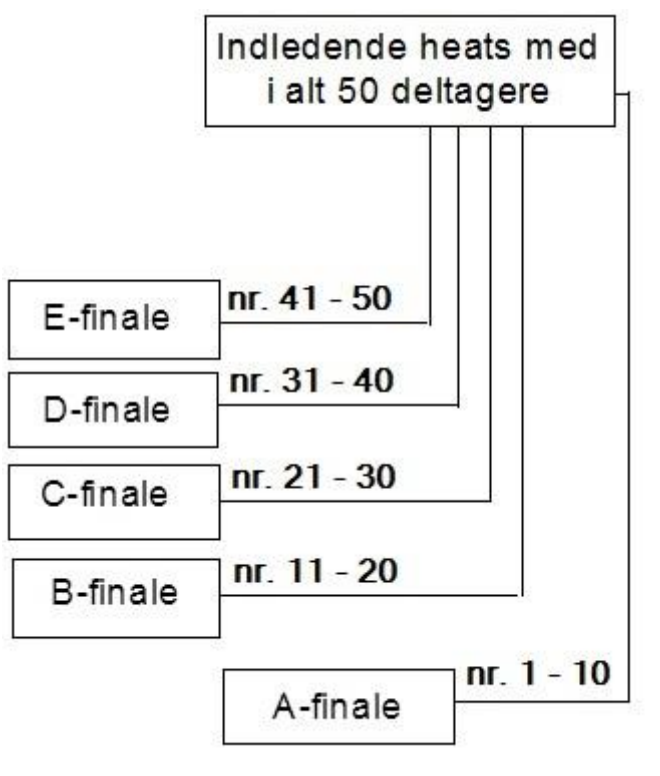 Indledende heats med
i alt 50 deltagere
E-finale
nr. 41 - 50
D-finale
nr. 31 - 40
C-finale
nr. 21 - 30
B-finale
nr. 11 - 20
A-finale
nr. 1 - 10